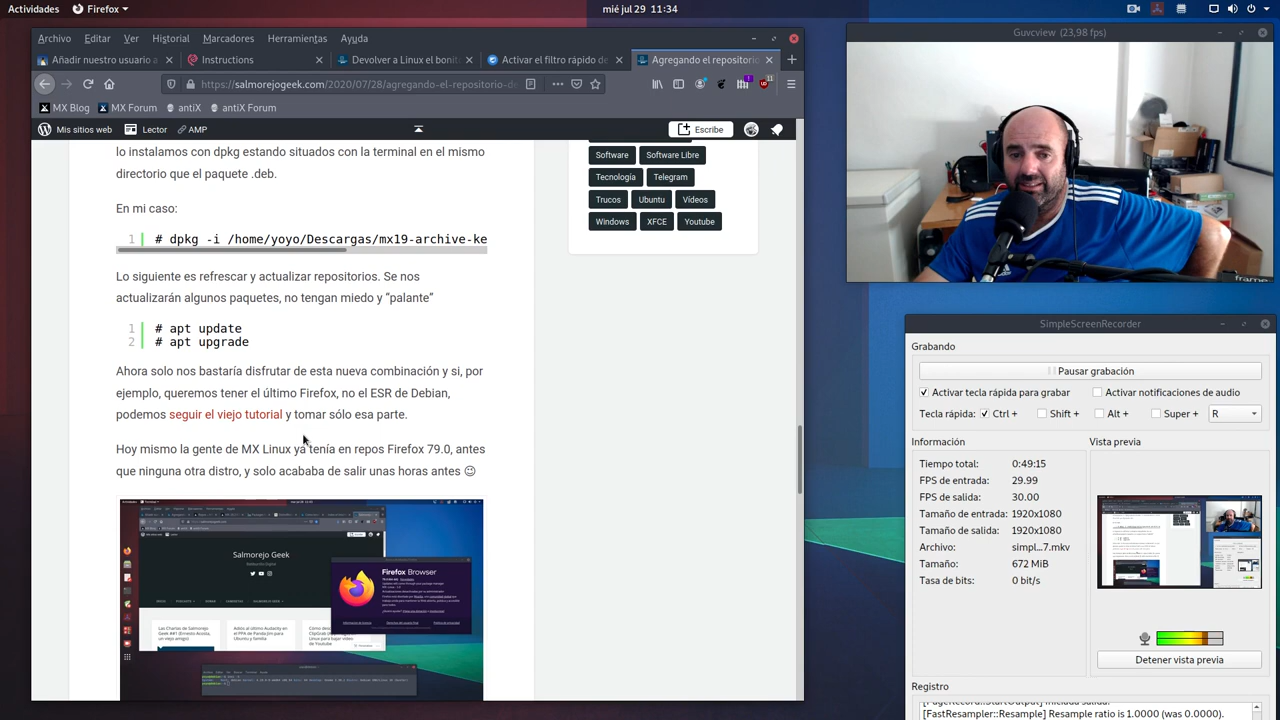 Actividades
Firefox
mié jul 29 11:34
Archivo Editar Ver Historial Marcadores Herramientas Ayuda
Añadir nuestro usuario a
Instructions
Devolver a Linux el bonit
Activar el filtro rápido de
Agregando el repositorio
https://salmorejogeek.com/2020/07/28/agregando-el-repositorio-de
11
MX Blog MX Forum antiX antiX Forum
Mis sitios web Lector AMP Escribe
lo instalamos con dpkg estando situados con la terminal en el mismo
directorio que el paquete .deb.
En mi caso:
1 # dpkg -i /home/yoyo/Descargas/mx19-archive-ke
Lo siguiente es refrescar y actualizar repositorios. Se nos
actualizarán algunos paquetes, no tengan miedo y “palante”
1 # apt update
2 # apt upgrade
Ahora solo nos bastaría disfrutar de esta nueva combinación y si, por
ejemplo, queremos tener el último Firefox, no el ESR de Debian,
podemos seguir el viejo tutorial y tomar sólo esa parte.
Hoy mismo la gente de MX Linux ya tenía en repos Firefox 79.0, antes
que ninguna otra distro, y solo acababa de salir unas horas antes
Salmorejo Geek
Firefox Browser
Software Software Libre
Tecnología Telegram
Trucos Ubuntu Vídeos
Windows XFCE Youtube
Guvcview (23,98 fps)
frame
SimpleScreenRecorder
Grabando
Pausar grabación
Activar tecla rápida para grabar Activar notificaciones de audio
Tecla rápida: Ctrl + Shift + Alt + Super + R
Información
Tiempo total: 0:49:15
FPS de entrada: 29.99
FPS de salida: 30.00
Tamaño de entrada: 1920x1080
Tamaño de salida: 1920x1080
Archivo: simpl...7.mkv
Tamaño: 672 MiB
Tasa de bits: 0 bit/s
Vista previa
Detener vista previa
Registro
[FastResampler::Resample] Resample ratio is 1.0000 (was 0.0000).